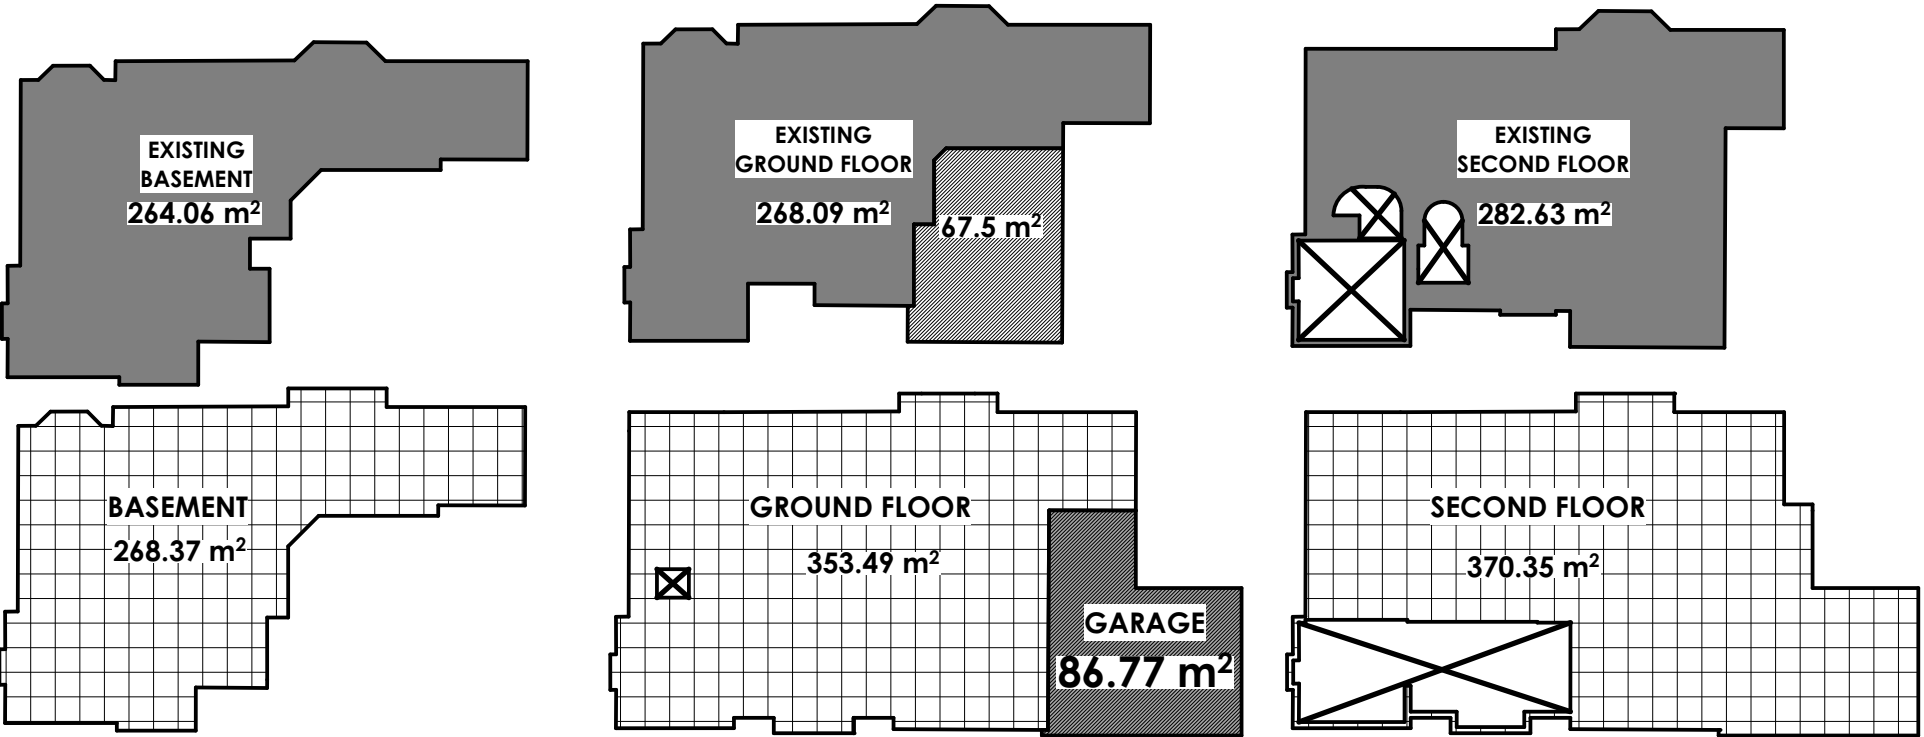 EXISTING
BASEMENT
264.06 m²
EXISTING
GROUND FLOOR
268.09 m²
67.5 m²
EXISTING
SECOND FLOOR
282.63 m²
BASEMENT
268.37 m²
GROUND FLOOR
353.49 m²
GARAGE
86.77 m²
SECOND FLOOR
370.35 m²